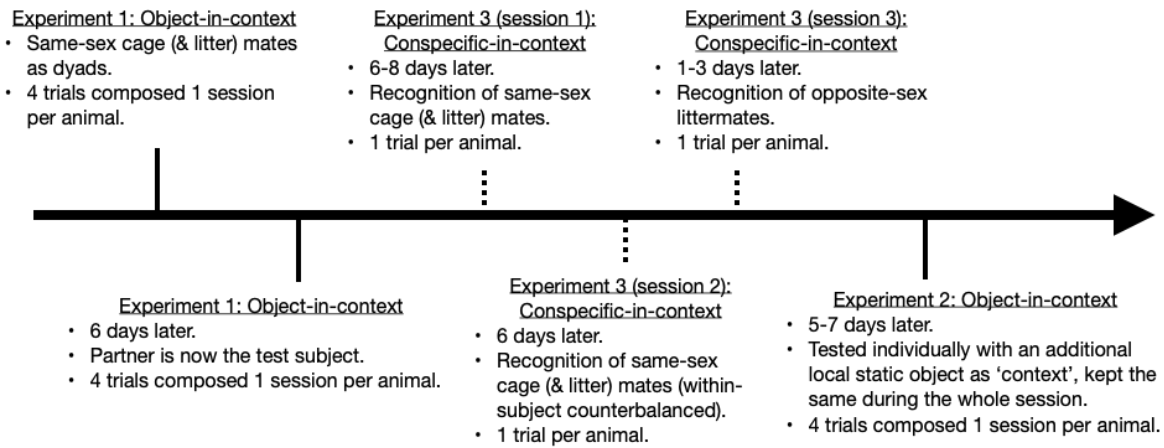 Experiment 1: Object-in-context
• Same-sex cage (& litter) mates
as dyads.
• 4 trials composed 1 session
per animal.
Experiment 3 (session 1):
Conspecific-in-context
• 6-8 days later.
• Recognition of same-sex
cage (& litter) mates.
• 1 trial per animal.
Experiment 3 (session 3):
Conspecific-in-context
• 1-3 days later.
• Recognition of opposite-sex
littermates.
• 1 trial per animal.
Experiment 1: Object-in-context
• 6 days later.
• Partner is now the test subject.
• 4 trials composed 1 session per animal.
Experiment 3 (session 2):
Conspecific-in-context
• 6 days later.
• Recognition of same-sex
cage (& litter) mates (within-
subject counterbalanced).
• 1 trial per animal.
Experiment 2: Object-in-context
• 5-7 days later.
• Tested individually with an additional
local static object as ‘context’, kept the
same during the whole session.
• 4 trials composed 1 session per animal.